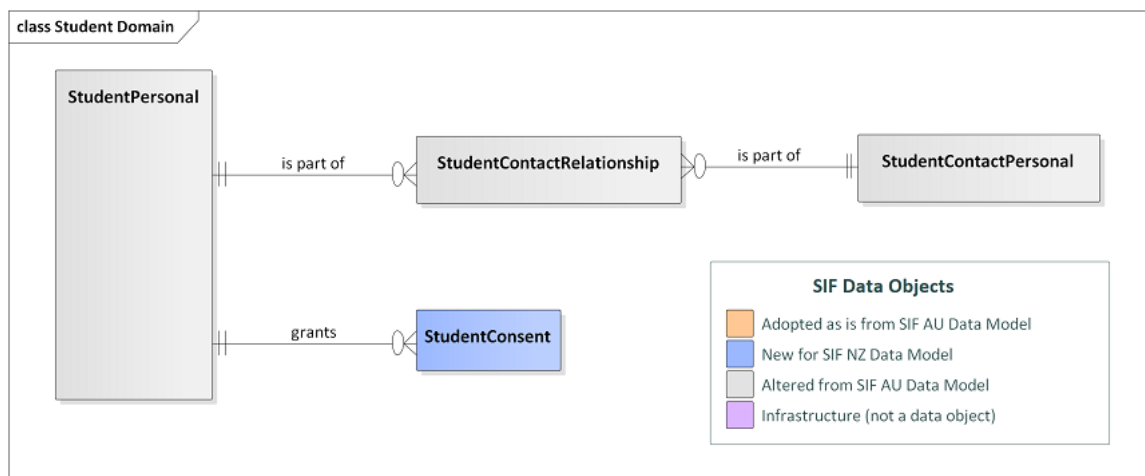 class Student Domain
StudentPersonal
is part of
StudentContactRelationship
is part of
StudentContactPersonal
grants
StudentConsent
SIF Data Objects
Adopted as is from SIF AU Data Model
New for SIF NZ Data Model
Altered from SIF AU Data Model
Infrastructure (not a data object)